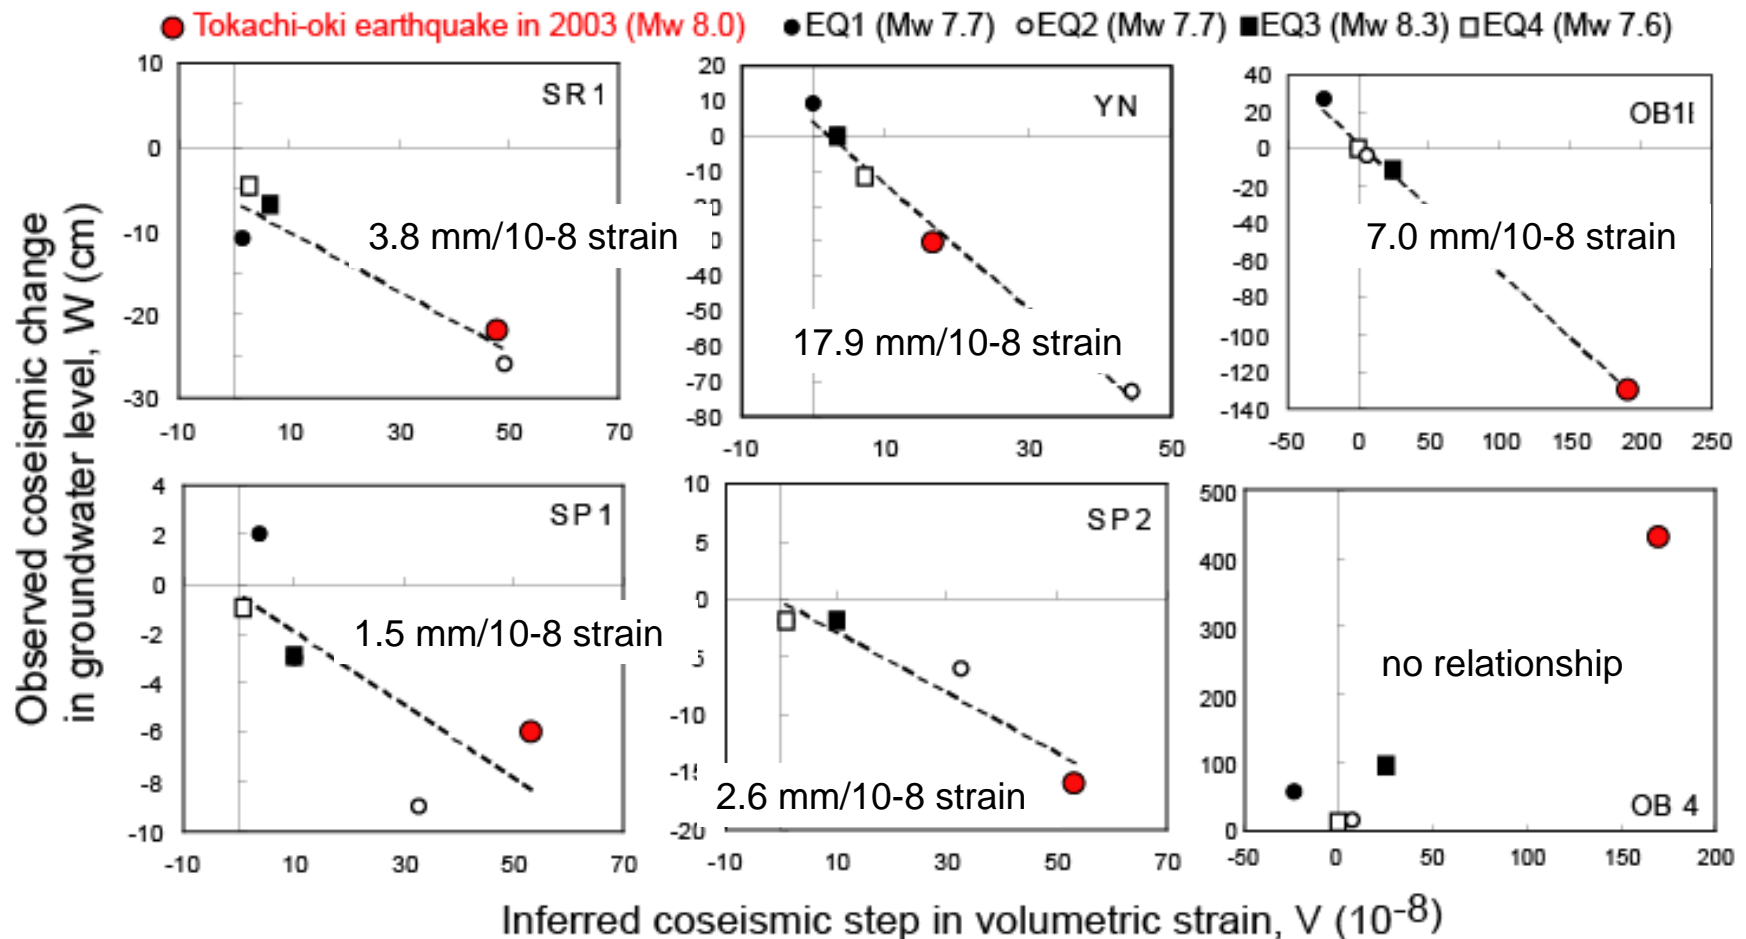 Tokachi-oki earthquake in 2003 (Mw 8.0) EQ1 (Mw 7.7) EQ2 (Mw 7.7) EQ3 (Mw 8.3) EQ4 (Mw 7.6)
Observed coseismic change
in groundwater level, W (cm)
SR1
10
0
-10
-20
-30
-10 10 30 50 70
3.8 mm/10-8 strain
YN
20
10
0
-10
-20
-30
-40
-50
-60
-70
-80
-10 10 30 50
17.9 mm/10-8 strain
OB1
40
20
0
-20
-40
-60
-80
-100
-120
-140
-50 0 50 100 150 200 250
7.0 mm/10-8 strain
SP1
4
2
0
-2
-4
-6
-8
-10
-10 10 30 50 70
1.5 mm/10-8 strain
SP2
10
5
0
-10
-15
-20
-10 10 30 50 70
2.6 mm/10-8 strain
500
400
300
200
100
0
no relationship
OB 4
-50 0 50 100 150 200
Inferred coseismic step in volumetric strain, V (10-8)